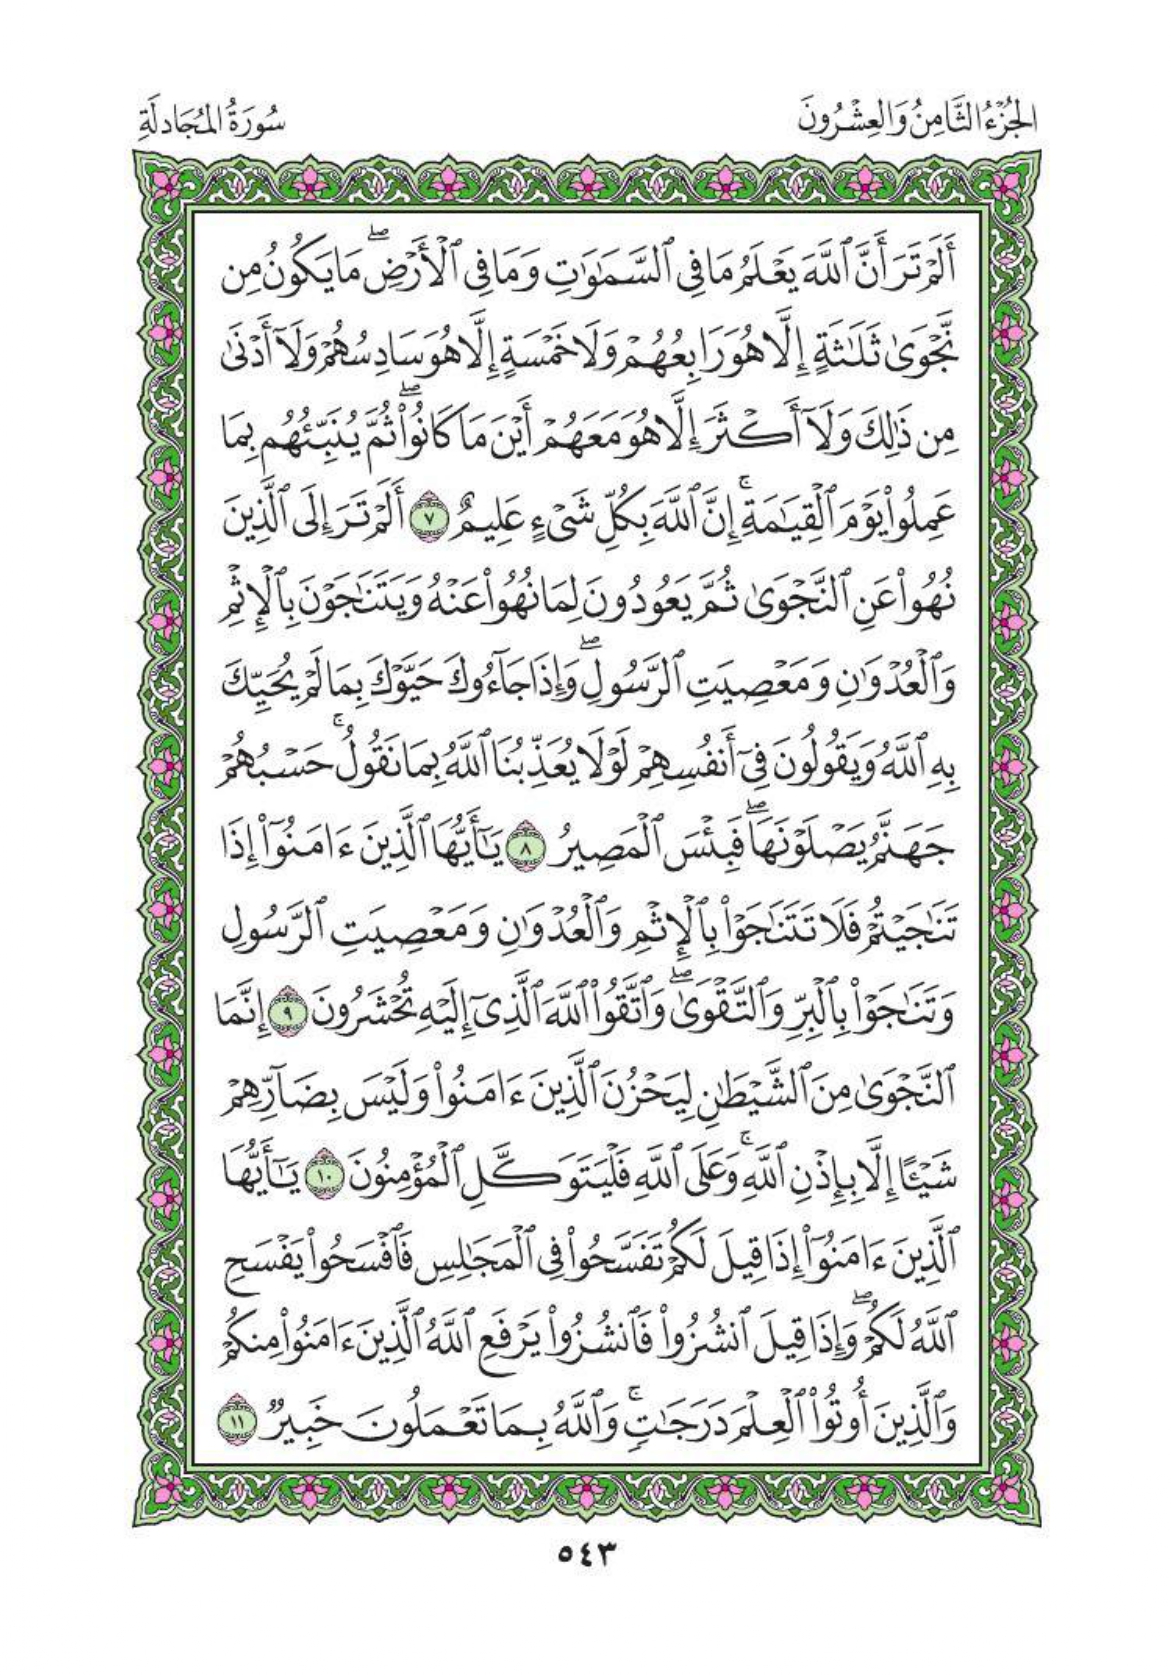 الجُزْءُ الثَّامِنُ وَالعِشْرُونَ
سُورَةُ المُجَادلَةِ
أَلَمۡ تَرَ أَنَّ ٱللَّهَ يَعۡلَمُ مَا فِي ٱلسَّمَٰوَٰتِ وَمَا فِي ٱلۡأَرۡضِۖ مَا يَكُونُ مِن
نَّجۡوَىٰ ثَلَٰثَةٍ إِلَّا هُوَ رَابِعُهُمۡ وَلَا خَمۡسَةٍ إِلَّا هُوَ سَادِسُهُمۡ وَلَآ أَدۡنَىٰ
مِن ذَٰلِكَ وَلَآ أَكۡثَرَ إِلَّا هُوَ مَعَهُمۡ أَيۡنَ مَا كَانُواْۖ ثُمَّ يُنَبِّئُهُم بِمَا
عَمِلُواْ يَوۡمَ ٱلۡقِيَٰمَةِۚ إِنَّ ٱللَّهَ بِكُلِّ شَيۡءٍ عَلِيمٌ ٧ أَلَمۡ تَرَ إِلَى ٱلَّذِينَ
نُهُواْ عَنِ ٱلنَّجۡوَىٰ ثُمَّ يَعُودُونَ لِمَا نُهُواْ عَنۡهُ وَيَتَنَٰجَوۡنَ بِٱلۡإِثۡمِ
وَٱلۡعُدۡوَٰنِ وَمَعۡصِيَتِ ٱلرَّسُولِۖ وَإِذَا جَآءُوكَ حَيَّوۡكَ بِمَا لَمۡ يُحَيِّكَ
بِهِ ٱللَّهُ وَيَقُولُونَ فِيٓ أَنفُسِهِمۡ لَوۡلَا يُعَذِّبُنَا ٱللَّهُ بِمَا نَقُولُۚ حَسۡبُهُمۡ
جَهَنَّمُ يَصۡلَوۡنَهَاۖ فَبِئۡسَ ٱلۡمَصِيرُ ٨ يَٰٓأَيُّهَا ٱلَّذِينَ ءَامَنُوٓاْ إِذَا
تَنَٰجَيۡتُمۡ فَلَا تَتَنَٰجَوۡاْ بِٱلۡإِثۡمِ وَٱلۡعُدۡوَٰنِ وَمَعۡصِيَتِ ٱلرَّسُولِ
وَتَنَٰجَوۡاْ بِٱلۡبِرِّ وَٱلتَّقۡوَىٰۖ وَٱتَّقُواْ ٱللَّهَ ٱلَّذِيٓ إِلَيۡهِ تُحۡشَرُونَ ٩ إِنَّمَا
ٱلنَّجۡوَىٰ مِنَ ٱلشَّيۡطَٰنِ لِيَحۡزُنَ ٱلَّذِينَ ءَامَنُواْ وَلَيۡسَ بِضَآرِّهِمۡ
شَيۡـًٔا إِلَّا بِإِذۡنِ ٱللَّهِۚ وَعَلَى ٱللَّهِ فَلۡيَتَوَكَّلِ ٱلۡمُؤۡمِنُونَ ١٠ يَٰٓأَيُّهَا
ٱلَّذِينَ ءَامَنُوٓاْ إِذَا قِيلَ لَكُمۡ تَفَسَّحُواْ فِي ٱلۡمَجَٰلِسِ فَٱفۡسَحُواْ يَفۡسَحِ
ٱللَّهُ لَكُمۡۖ وَإِذَا قِيلَ ٱنشُزُواْ فَٱنشُزُواْ يَرۡفَعِ ٱللَّهُ ٱلَّذِينَ ءَامَنُواْ مِنكُمۡ
وَٱلَّذِينَ أُوتُواْ ٱلۡعِلۡمَ دَرَجَٰتٍۚ وَٱللَّهُ بِمَا تَعۡمَلُونَ خَبِيرٌ ١١
٥٤٣